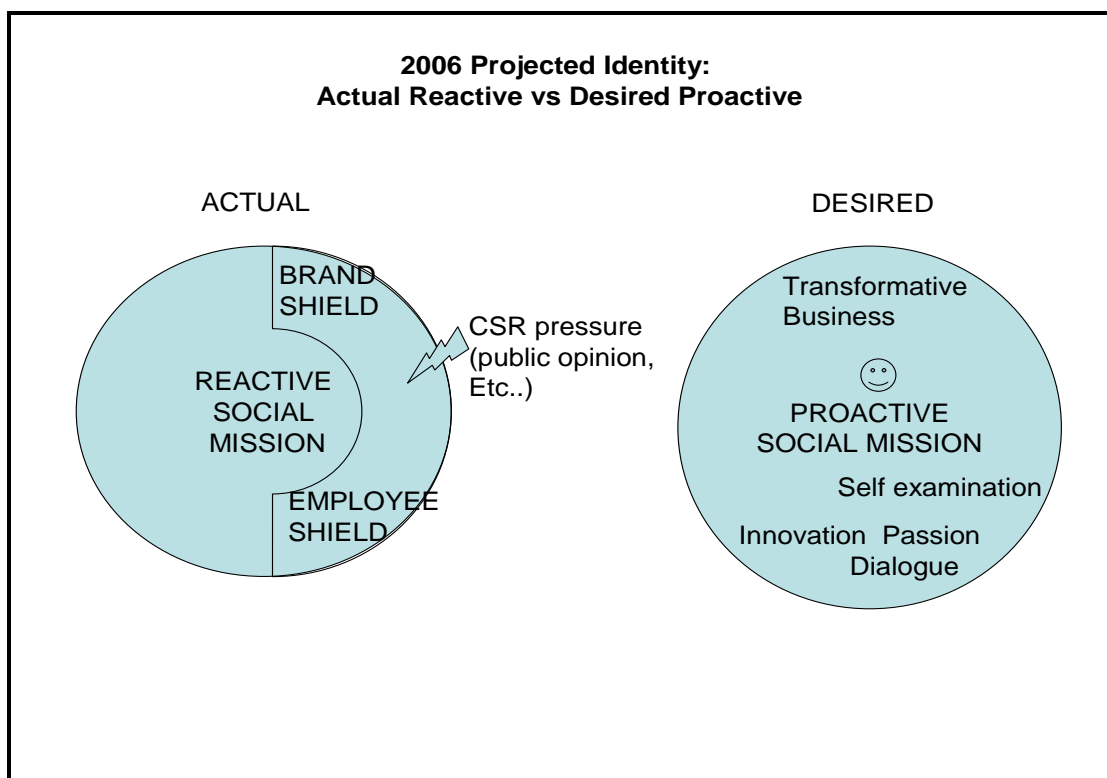 2006 Projected Identity:
Actual Reactive vs Desired Proactive
ACTUAL
BRAND
SHIELD
REACTIVE
SOCIAL
MISSION
EMPLOYEE
SHIELD
CSR pressure
(public opinion,
Etc..)
DESIRED
Transformative
Business
PROACTIVE
SOCIAL MISSION
Self examination
Innovation Passion
Dialogue